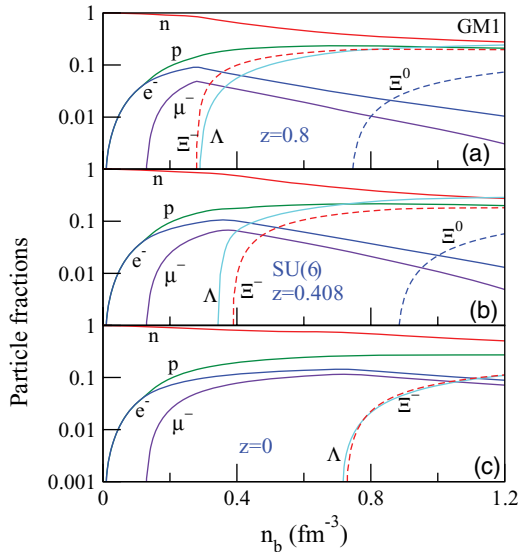 GM1
1
n
p
0.1
e⁻
μ⁻
0.01
Ξ⁻
Λ
z=0.8
Ξ⁰
(a)
1
n
p
0.1
e⁻
μ⁻
0.01
Λ
Ξ⁻
SU(6)
z=0.408
Ξ⁰
(b)
1
n
p
0.1
e⁻
μ⁻
0.01
z=0
Λ
Ξ⁻
(c)
0.001
0 0.4 0.8 1.2
n_b (fm⁻³)
Particle fractions